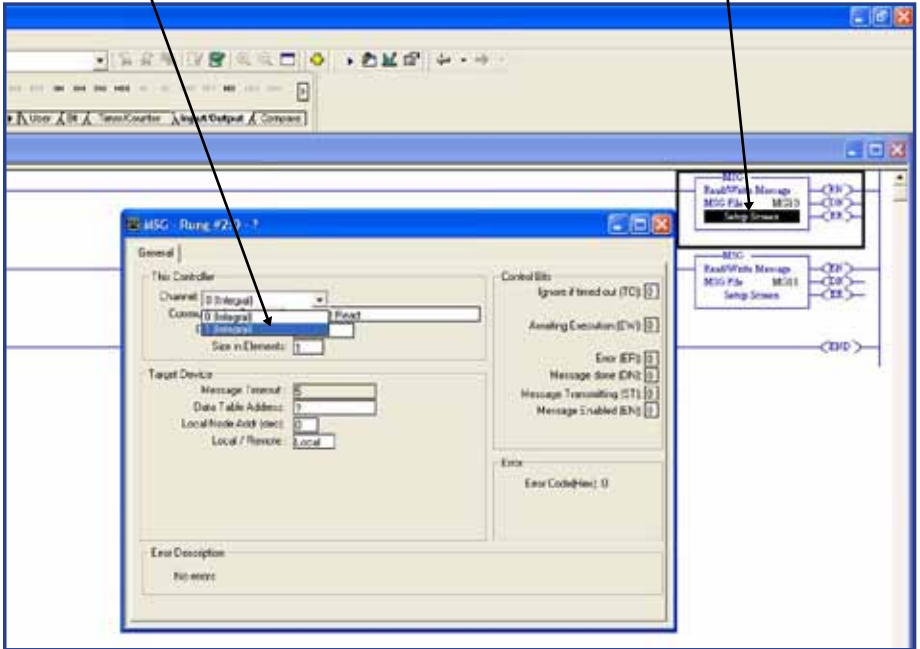 User
Bit
Timer/Counter
Input/Output
Compare
MSG
Read/Write Message
MSG File MG10
Setup Screen
EN
DN
ER
MSG
Read/Write Message
MSG File MG11
Setup Screen
EN
DN
ER
END
MSG - Rung #2:0 - ?
General
This Controller
Channel: 0 (Integral)
0 (Integral)
1 (Integral)
Read
Size in Elements: 1
Target Device
Message Timeout : 5
Data Table Address: ?
Local Node Addr (dec): 0
Local / Remote : Local
Control Bits
Ignore if timed out (TO): 0
Awaiting Execution (EW): 0
Error (ER): 0
Message done (DN): 0
Message Transmitting (ST): 0
Message Enabled (EN): 0
Error
Error Code(Hex): 0
Error Description
No errors